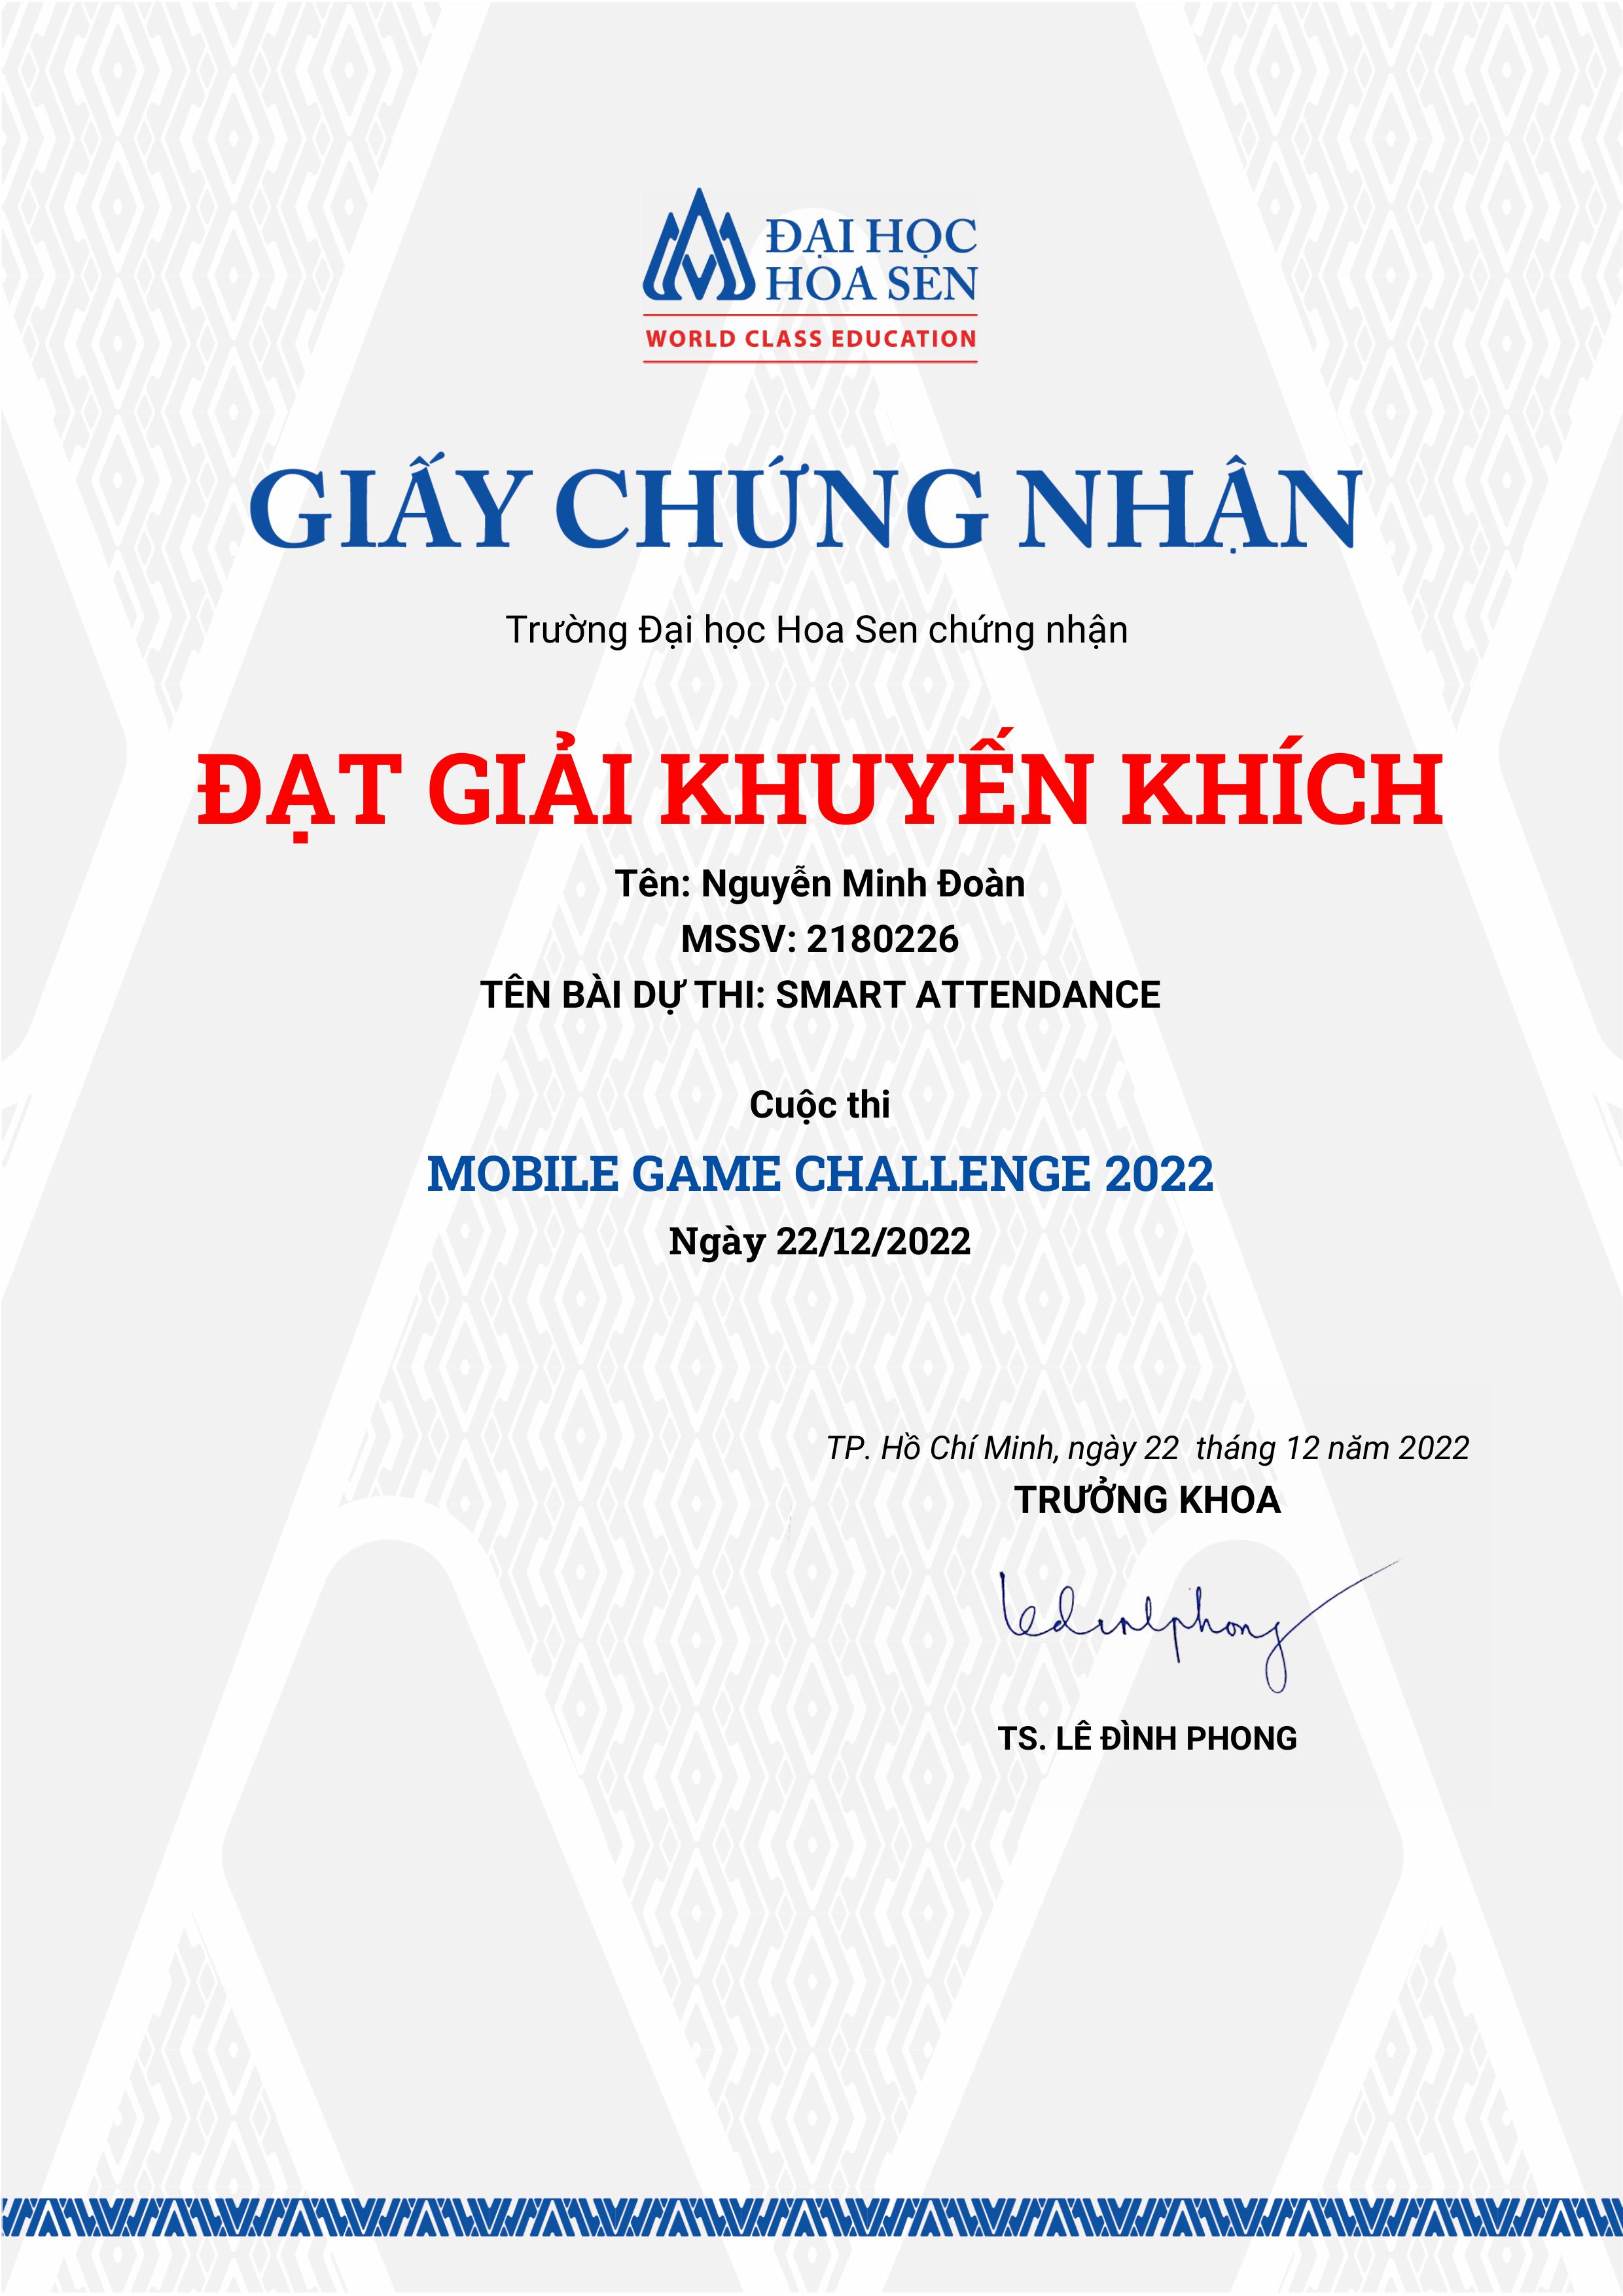 ĐẠI HỌC
HOA SEN
WORLD CLASS EDUCATION
GIẤY CHỨNG NHẬN
Trường Đại học Hoa Sen chứng nhận
ĐẠT GIẢI KHUYẾN KHÍCH
Tên: Nguyễn Minh Đoàn
MSSV: 2180226
TÊN BÀI DỰ THI: SMART ATTENDANCE
Cuộc thi
MOBILE GAME CHALLENGE 2022
Ngày 22/12/2022
TP. Hồ Chí Minh, ngày 22 tháng 12 năm 2022
TRƯỞNG KHOA
ledinhphong
TS. LÊ ĐÌNH PHONG